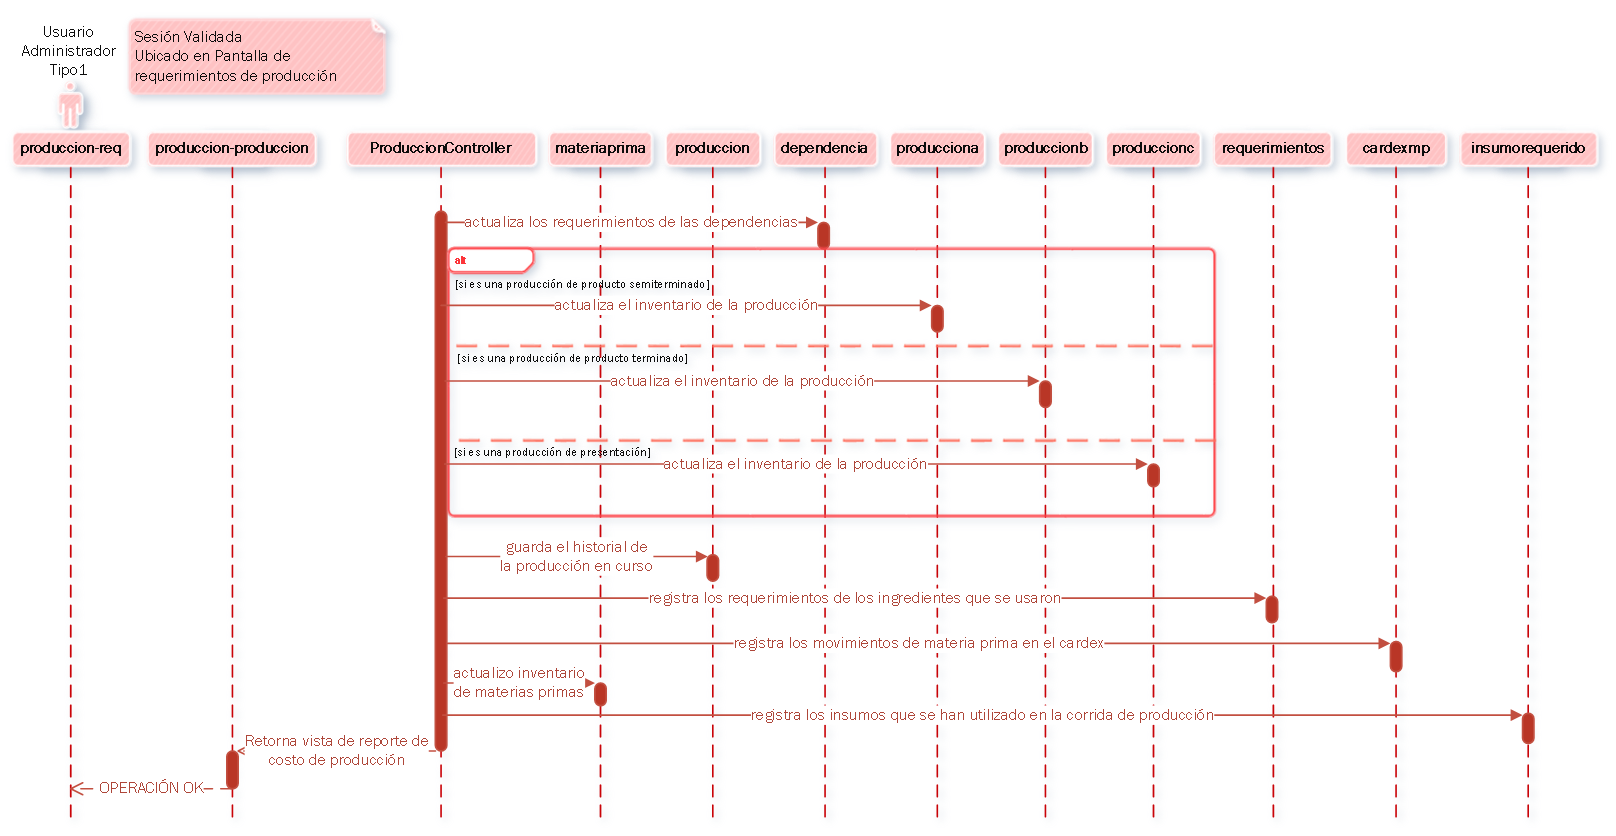 Usuario
Administrador
Tipo1
Sesión Validada
Ubicado en Pantalla de
requerimientos de producción
produccion-req
produccion-produccion
ProduccionController
materiaprima
produccion
dependencia
producciona
produccionb
produccionc
requerimientos
cardexmp
insumorequerido
actualiza los requerimientos de las dependencias
alt
[si es una producción de producto semiterminado]
actualiza el inventario de la producción
[si es una producción de producto terminado]
actualiza el inventario de la producción
[si es una producción de presentación]
actualiza el inventario de la producción
guarda el historial de
la producción en curso
registra los requerimientos de los ingredientes que se usaron
registra los movimientos de materia prima en el cardex
actualizo inventario
de materias primas
registra los insumos que se han utilizado en la corrida de producción
Retorna vista de reporte de
costo de producción
OPERACIÓN OK